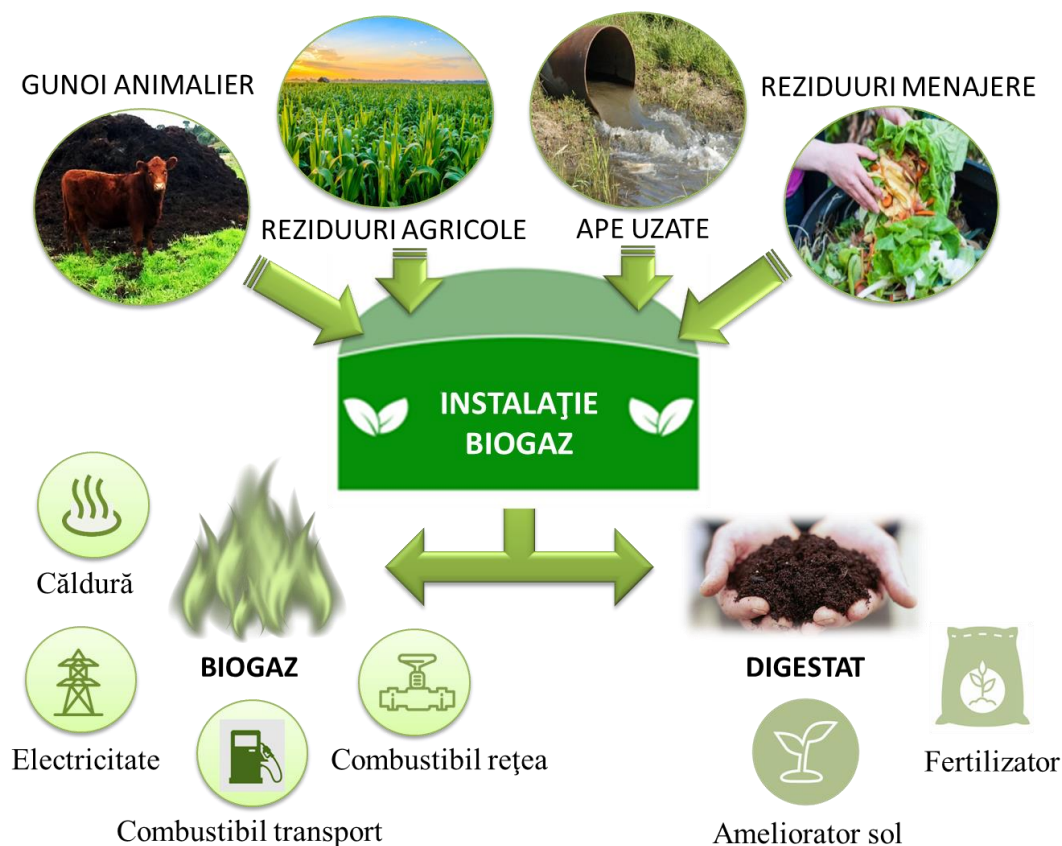 GUNOI ANIMALIER
REZIDUURI MENAJERE
REZIDUURI AGRICOLE
APE UZATE
INSTALAŢIE
BIOGAZ
Căldură
BIOGAZ
DIGESTAT
Electricitate
Combustibil reţea
Fertilizator
Combustibil transport
Ameliorator sol